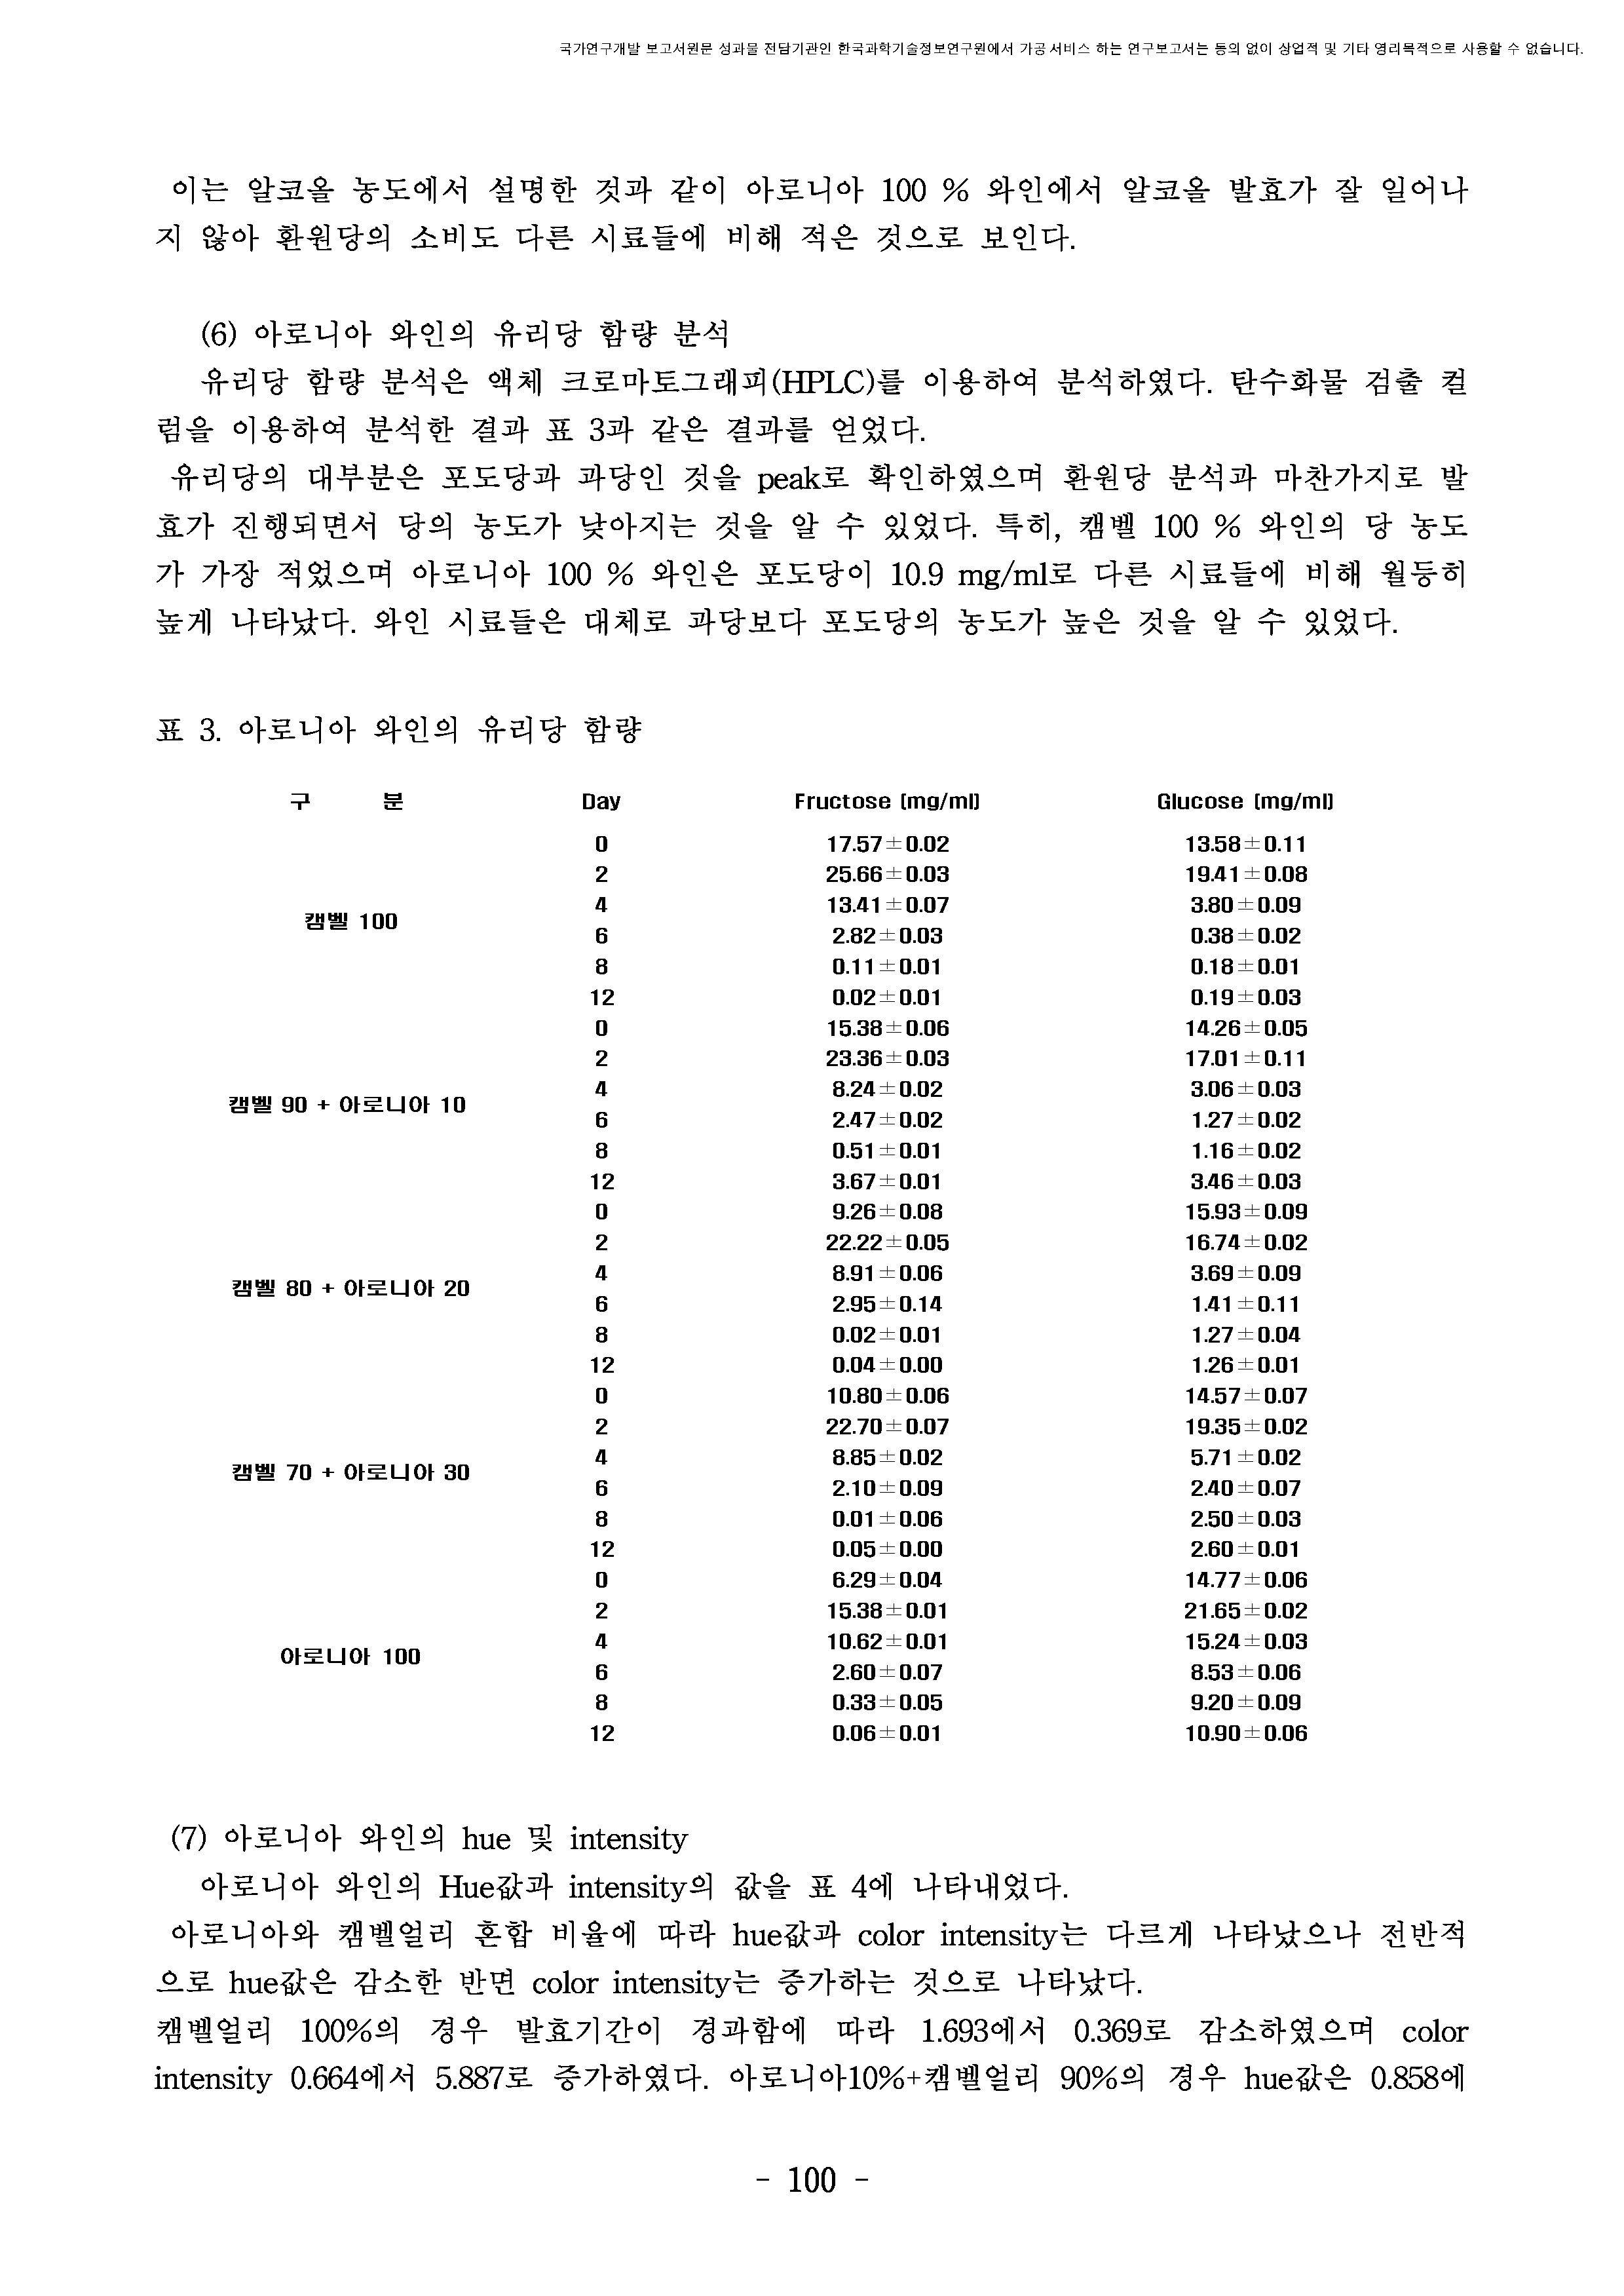 국가연구개발 보고서원문 성과물 전담기관인 한국과학기술정보연구원에서 가공·서비스 하는 연구보고서는 동의 없이 상업적 및 기타 영리목적으로 사용할 수 없습니다.
이는 알코올 농도에서 설명한 것과 같이 아로니아 100 % 와인에서 알코올 발효가 잘 일어나
지 않아 환원당의 소비도 다른 시료들에 비해 적은 것으로 보인다.
(6) 아로니아 와인의 유리당 함량 분석
유리당 함량 분석은 액체 크로마토그래피(HPLC)를 이용하여 분석하였다. 탄수화물 검출 컬
럼을 이용하여 분석한 결과 표 3과 같은 결과를 얻었다.
유리당의 대부분은 포도당과 과당인 것을 peak로 확인하였으며 환원당 분석과 마찬가지로 발
효가 진행되면서 당의 농도가 낮아지는 것을 알 수 있었다. 특히, 캠벨 100 % 와인의 당 농도
가 가장 적었으며 아로니아 100 % 와인은 포도당이 10.9 mg/ml로 다른 시료들에 비해 월등히
높게 나타났다. 와인 시료들은 대체로 과당보다 포도당의 농도가 높은 것을 알 수 있었다.
표 3. 아로니아 와인의 유리당 함량
구 분 Day Fructose (mg/ml) Glucose (mg/ml)
0 17.57±0.02 13.58±0.11
2 25.66±0.03 19.41±0.08
4 13.41±0.07 3.80±0.09
캠벨 100
6 2.82±0.03 0.38±0.02
8 0.11±0.01 0.18±0.01
12 0.02±0.01 0.19±0.03
0 15.38±0.06 14.26±0.05
2 23.36±0.03 17.01±0.11
4 8.24±0.02 3.06±0.03
캠벨 90 + 아로니아 10
6 2.47±0.02 1.27±0.02
8 0.51±0.01 1.16±0.02
12 3.67±0.01 3.46±0.03
0 9.26±0.08 15.93±0.09
2 22.22±0.05 16.74±0.02
4 8.91±0.06 3.69±0.09
캠벨 80 + 아로니아 20
6 2.95±0.14 1.41±0.11
8 0.02±0.01 1.27±0.04
12 0.04±0.00 1.26±0.01
0 10.80±0.06 14.57±0.07
2 22.70±0.07 19.35±0.02
4 8.85±0.02 5.71±0.02
캠벨 70 + 아로니아 30
6 2.10±0.09 2.40±0.07
8 0.01±0.06 2.50±0.03
12 0.05±0.00 2.60±0.01
0 6.29±0.04 14.77±0.06
2 15.38±0.01 21.65±0.02
4 10.62±0.01 15.24±0.03
아로니아 100
6 2.60±0.07 8.53±0.06
8 0.33±0.05 9.20±0.09
12 0.06±0.01 10.90±0.06
(7) 아로니아 와인의 hue 및 intensity
아로니아 와인의 Hue값과 intensity의 값을 표 4에 나타내었다.
아로니아와 캠벨얼리 혼합 비율에 따라 hue값과 color intensity는 다르게 나타났으나 전반적
으로 hue값은 감소한 반면 color intensity는 증가하는 것으로 나타났다.
캠벨얼리 100%의 경우 발효기간이 경과함에 따라 1.693에서 0.369로 감소하였으며 color
intensity 0.664에서 5.887로 증가하였다. 아로니아10%+캠벨얼리 90%의 경우 hue값은 0.858에
- 100 -